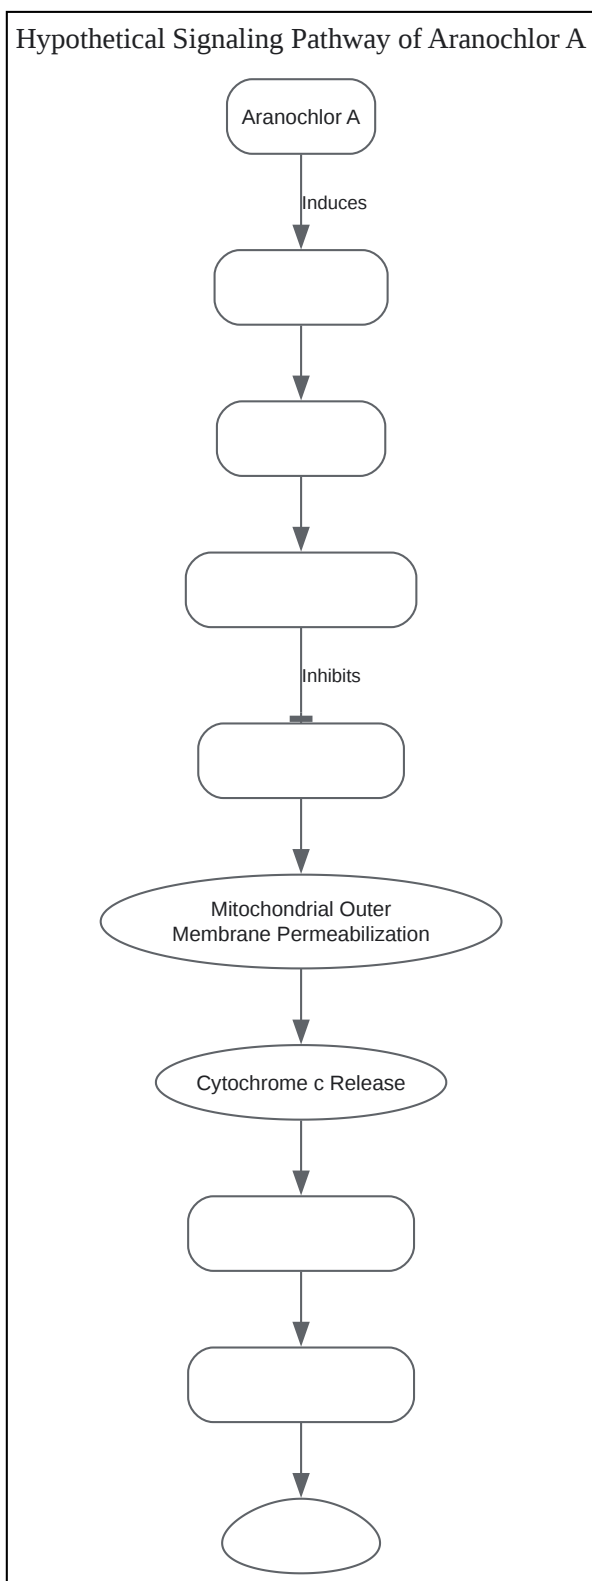 Hypothetical Signaling Pathway of Aranochlor A
Aranochlor A
Induces
Inhibits
Mitochondrial Outer
Membrane Permeabilization
Cytochrome c Release